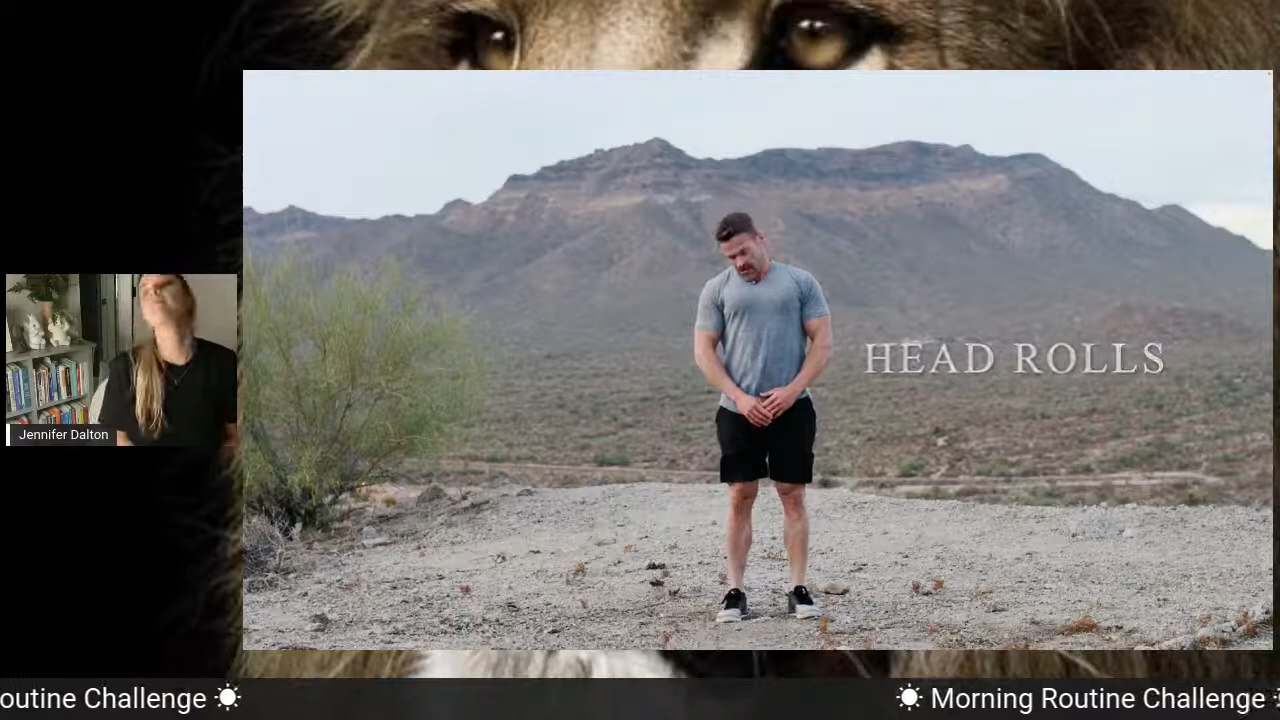 HEAD ROLLS
Jennifer Dalton
outine Challenge ☀
☀ Morning Routine Challenge